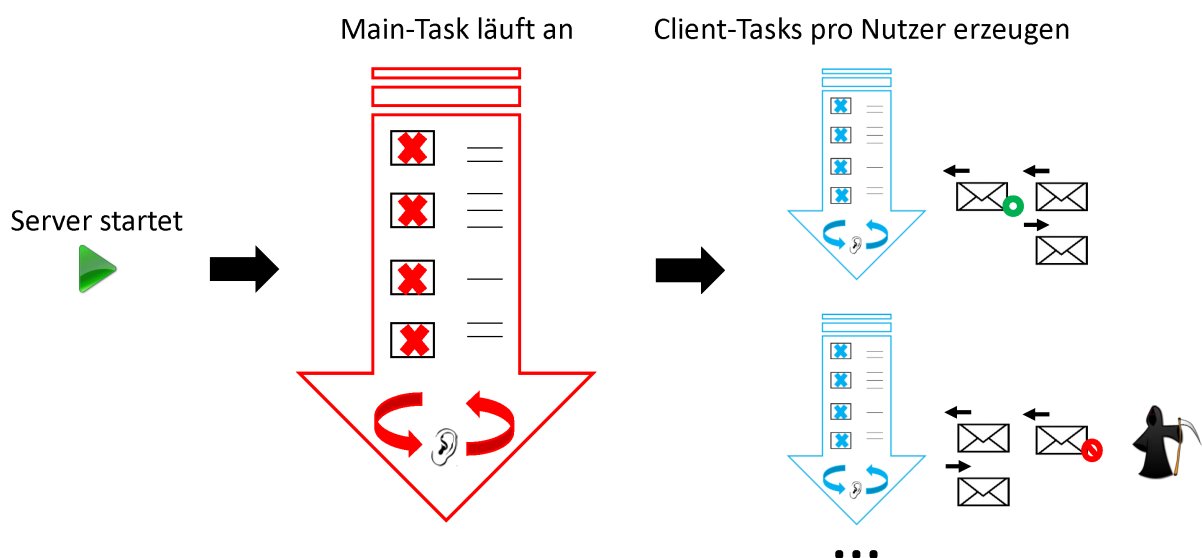 Main-Task läuft an
Client-Tasks pro Nutzer erzeugen
Server startet
...